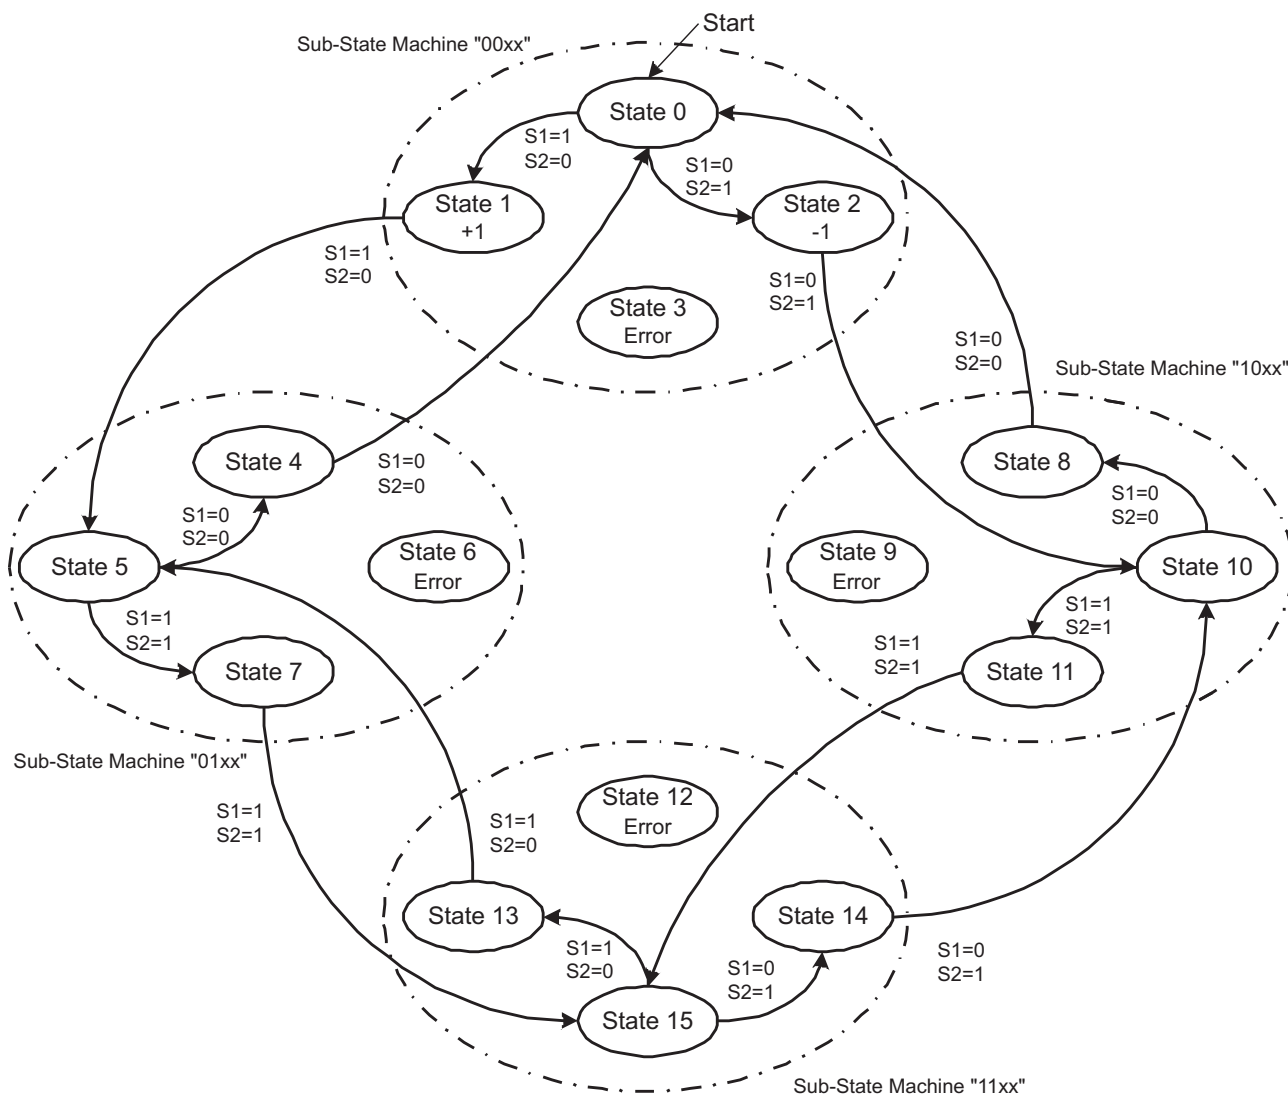 Start
Sub-State Machine "00xx"
State 0
S1=1
S2=0
S1=0
S2=1
State 1
+1
State 2
-1
S1=1
S2=0
S1=0
S2=1
State 3
Error
S1=0
S2=0
Sub-State Machine "10xx"
State 4
S1=0
S2=0
State 8
S1=0
S2=0
S1=0
S2=0
State 5
State 6
Error
State 9
Error
State 10
S1=1
S2=1
S1=1
S2=1
S1=1
S2=1
State 7
State 11
Sub-State Machine "01xx"
State 12
Error
S1=1
S2=1
S1=1
S2=0
State 13
State 14
S1=1
S2=0
S1=0
S2=1
S1=0
S2=1
State 15
Sub-State Machine "11xx"